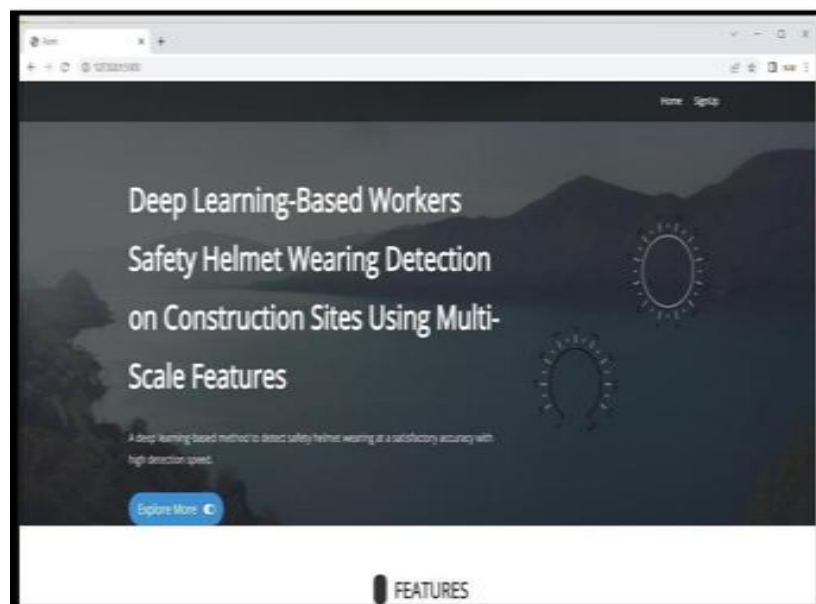 Home SignUp
Deep Learning-Based Workers
Safety Helmet Wearing Detection
on Construction Sites Using Multi-
Scale Features
A deep learning-based method to detect safety helmet wearing at a satisfactory accuracy with
high detection speed.
Explore More
FEATURES